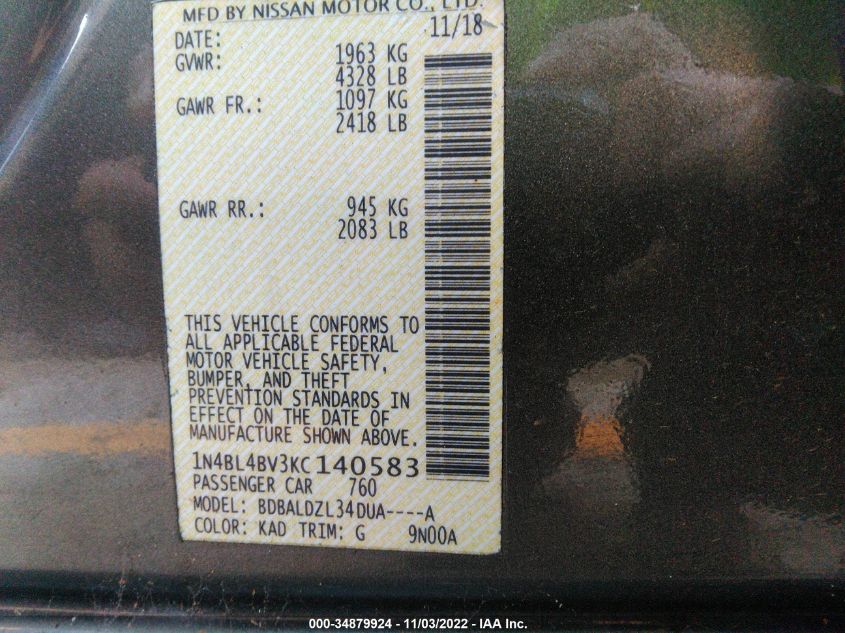 MFD BY NISSAN MOTOR CO., LTD.
DATE: 11/18
GVWR: 1963 KG
4328 LB
GAWR FR.: 1097 KG
2418 LB
GAWR RR.: 945 KG
2083 LB
THIS VEHICLE CONFORMS TO
ALL APPLICABLE FEDERAL
MOTOR VEHICLE SAFETY,
BUMPER, AND THEFT
PREVENTION STANDARDS IN
EFFECT ON THE DATE OF
MANUFACTURE SHOWN ABOVE.
1N4BL4BV3KC140583
PASSENGER CAR 760
MODEL: BDBALDZL34DUA----A
COLOR: KAD TRIM: G 9N00A
000-34879924 - 11/03/2022 - IAA Inc.